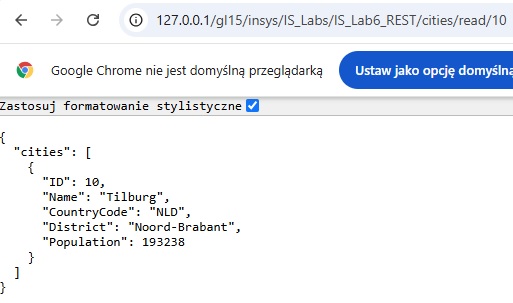 127.0.0.1/gl15/insys/IS_Labs/IS_Lab6_REST/cities/read/10
Google Chrome nie jest domyślną przeglądarką Ustaw jako opcję domyślną
Zastosuj formatowanie stylistyczne
{
  "cities": [
    {
      "ID": 10,
      "Name": "Tilburg",
      "CountryCode": "NLD",
      "District": "Noord-Brabant",
      "Population": 193238
    }
  ]
}